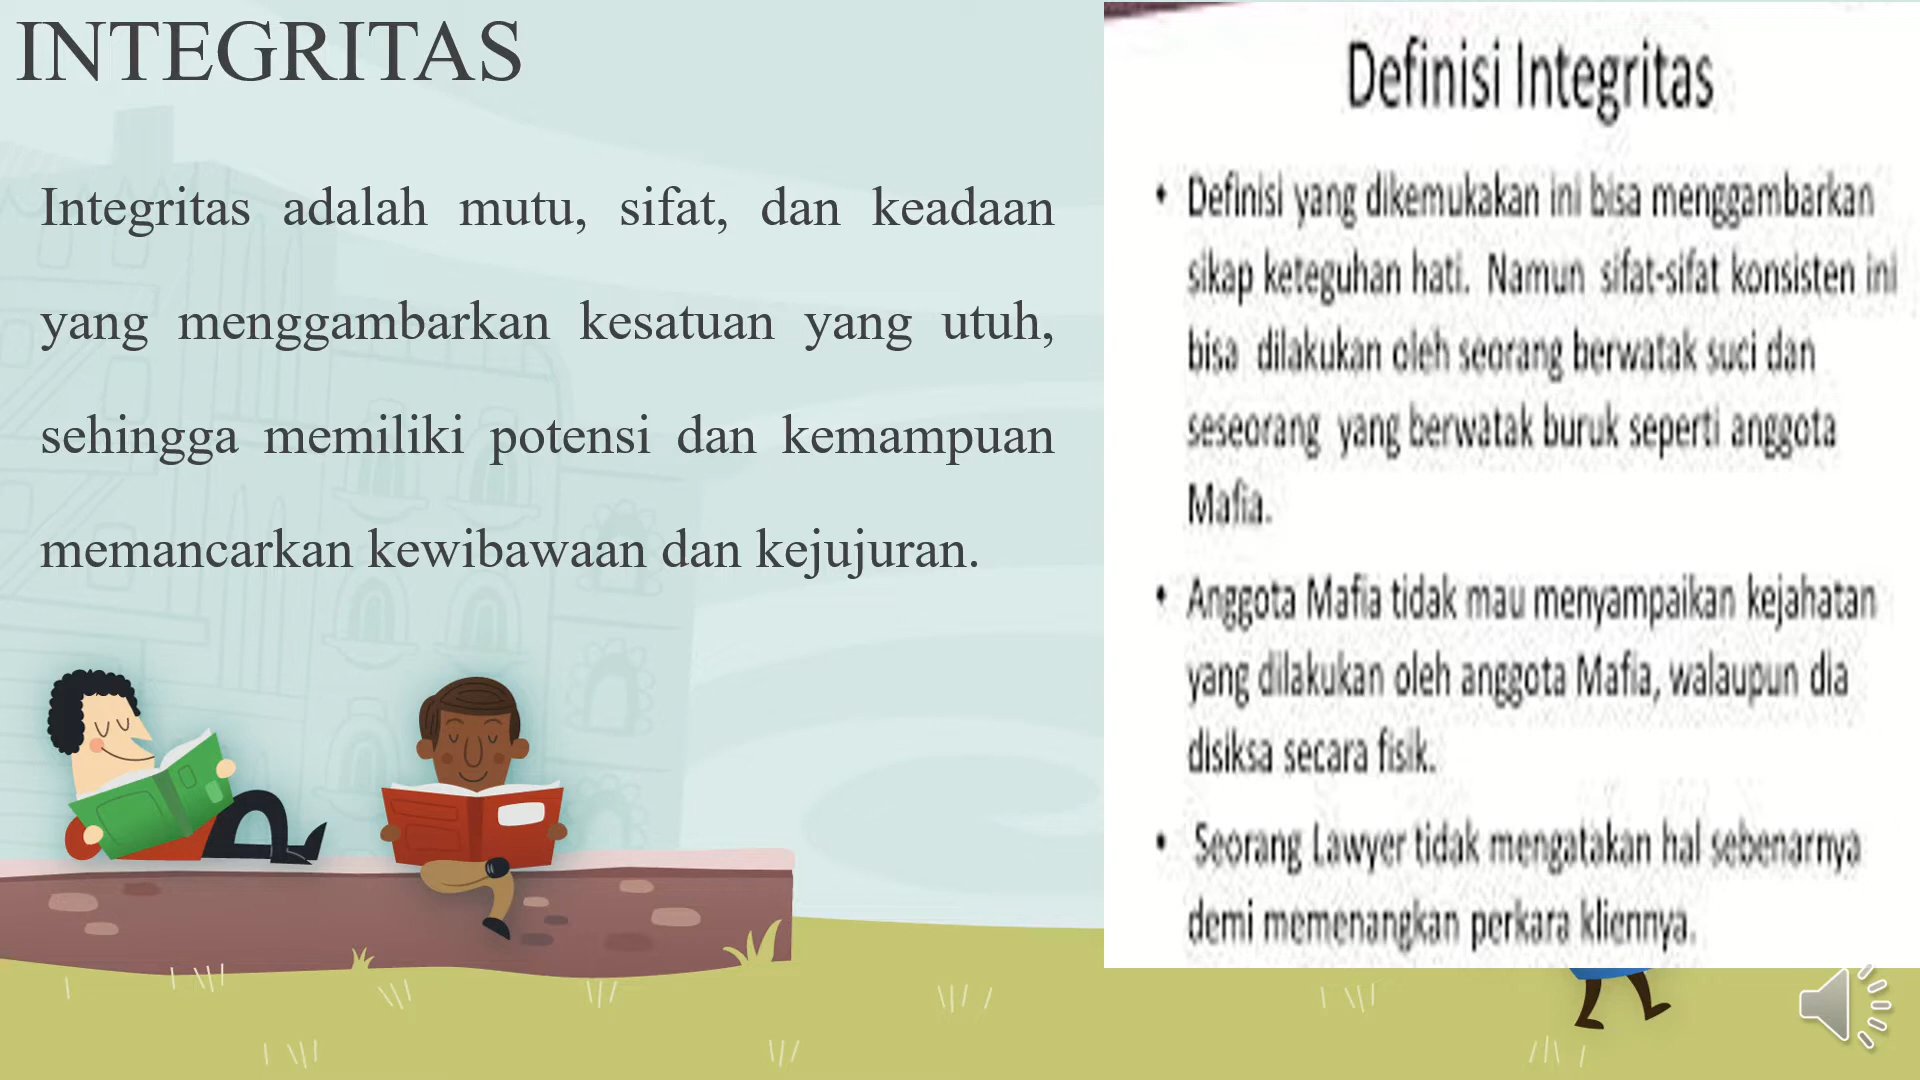 INTEGRITAS
Integritas adalah mutu, sifat, dan keadaan
yang menggambarkan kesatuan yang utuh,
sehingga memiliki potensi dan kemampuan
memancarkan kewibawaan dan kejujuran.
Definisi Integritas
• Definisi yang dikemukakan ini bisa menggambarkan
sikap keteguhan hati. Namun sifat-sifat konsisten ini
bisa dilakukan oleh seorang berwatak suci dan
seseorang yang berwatak buruk seperti anggota
Mafia.
• Anggota Mafia tidak mau menyampaikan kejahatan
yang dilakukan oleh anggota Mafia, walaupun dia
disiksa secara fisik.
• Seorang Lawyer tidak mengatakan hal sebenarnya
demi memenangkan perkara kliennya.